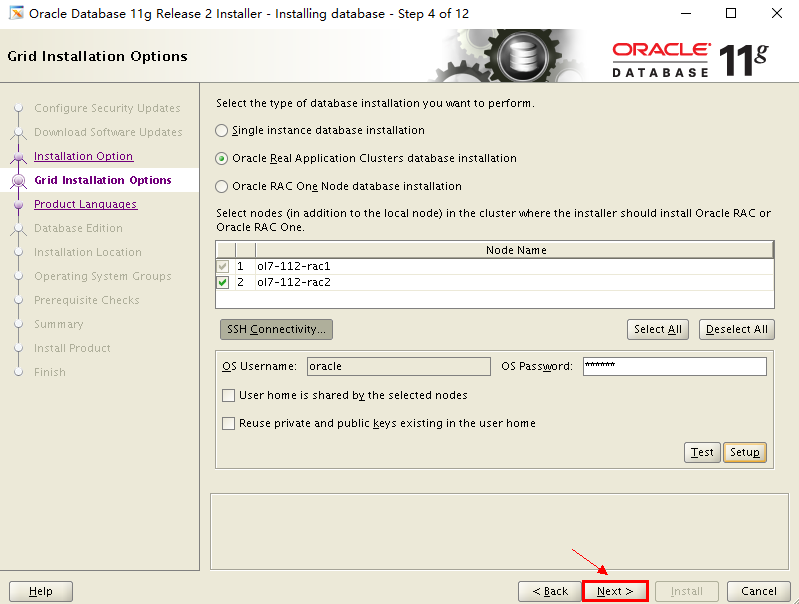 Oracle Database 11g Release 2 Installer - Installing database - Step 4 of 12
Grid Installation Options
ORACLE
DATABASE
11g
Configure Security Updates
Download Software Updates
Installation Option
Grid Installation Options
Product Languages
Database Edition
Installation Location
Operating System Groups
Prerequisite Checks
Summary
Install Product
Finish
Select the type of database installation you want to perform.
Single instance database installation
Oracle Real Application Clusters database installation
Oracle RAC One Node database installation
Select nodes (in addition to the local node) in the cluster where the installer should install Oracle RAC or
Oracle RAC One.
Node Name
1 ol7-112-rac1
2 ol7-112-rac2
SSH Connectivity... Select All Deselect All
OS Username: oracle OS Password: ******
User home is shared by the selected nodes
Reuse private and public keys existing in the user home
Test Setup
Help < Back Next > Install Cancel